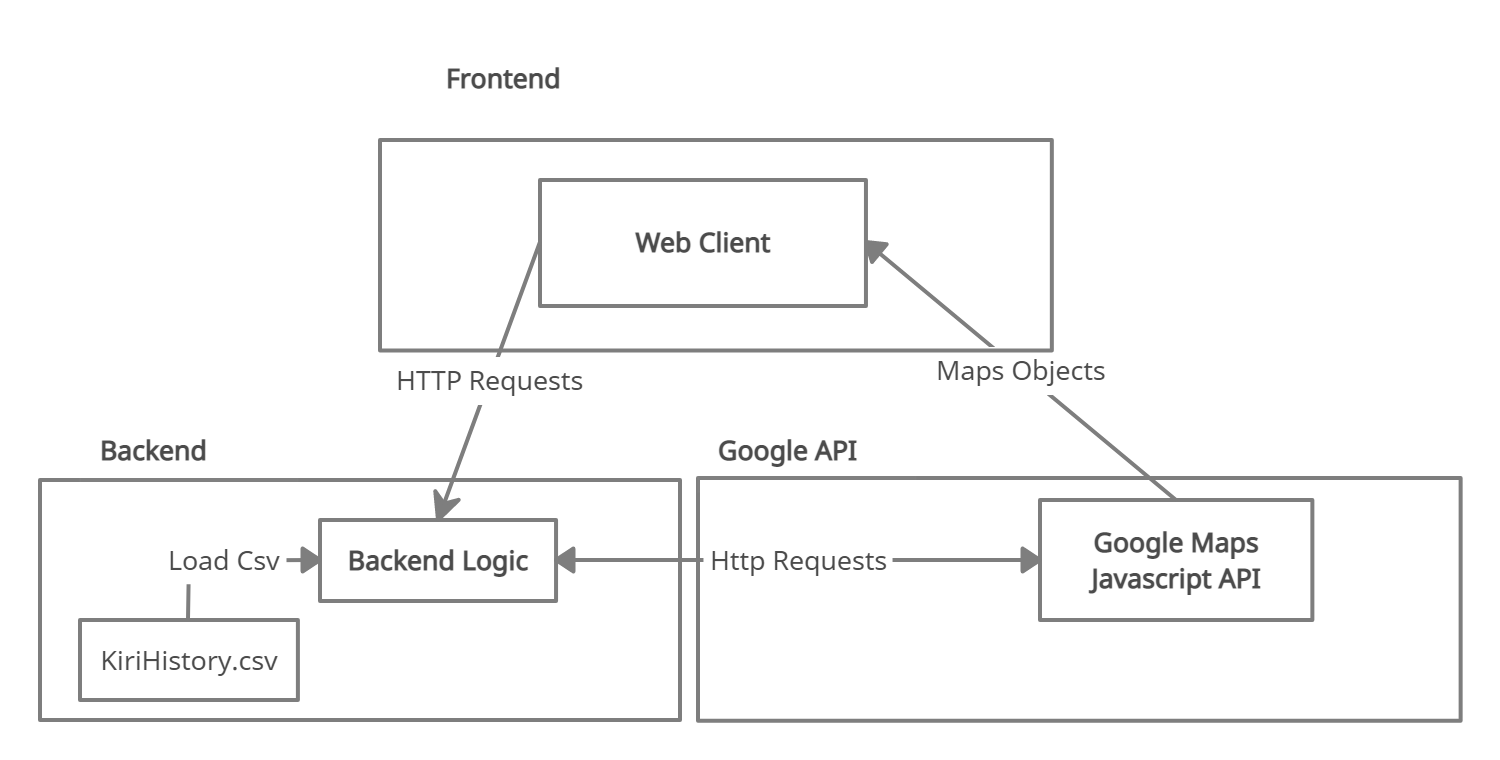 Frontend
Web Client
HTTP Requests
Maps Objects
Backend
Google API
Load Csv
Backend Logic
Http Requests
Google Maps
Javascript API
KiriHistory.csv